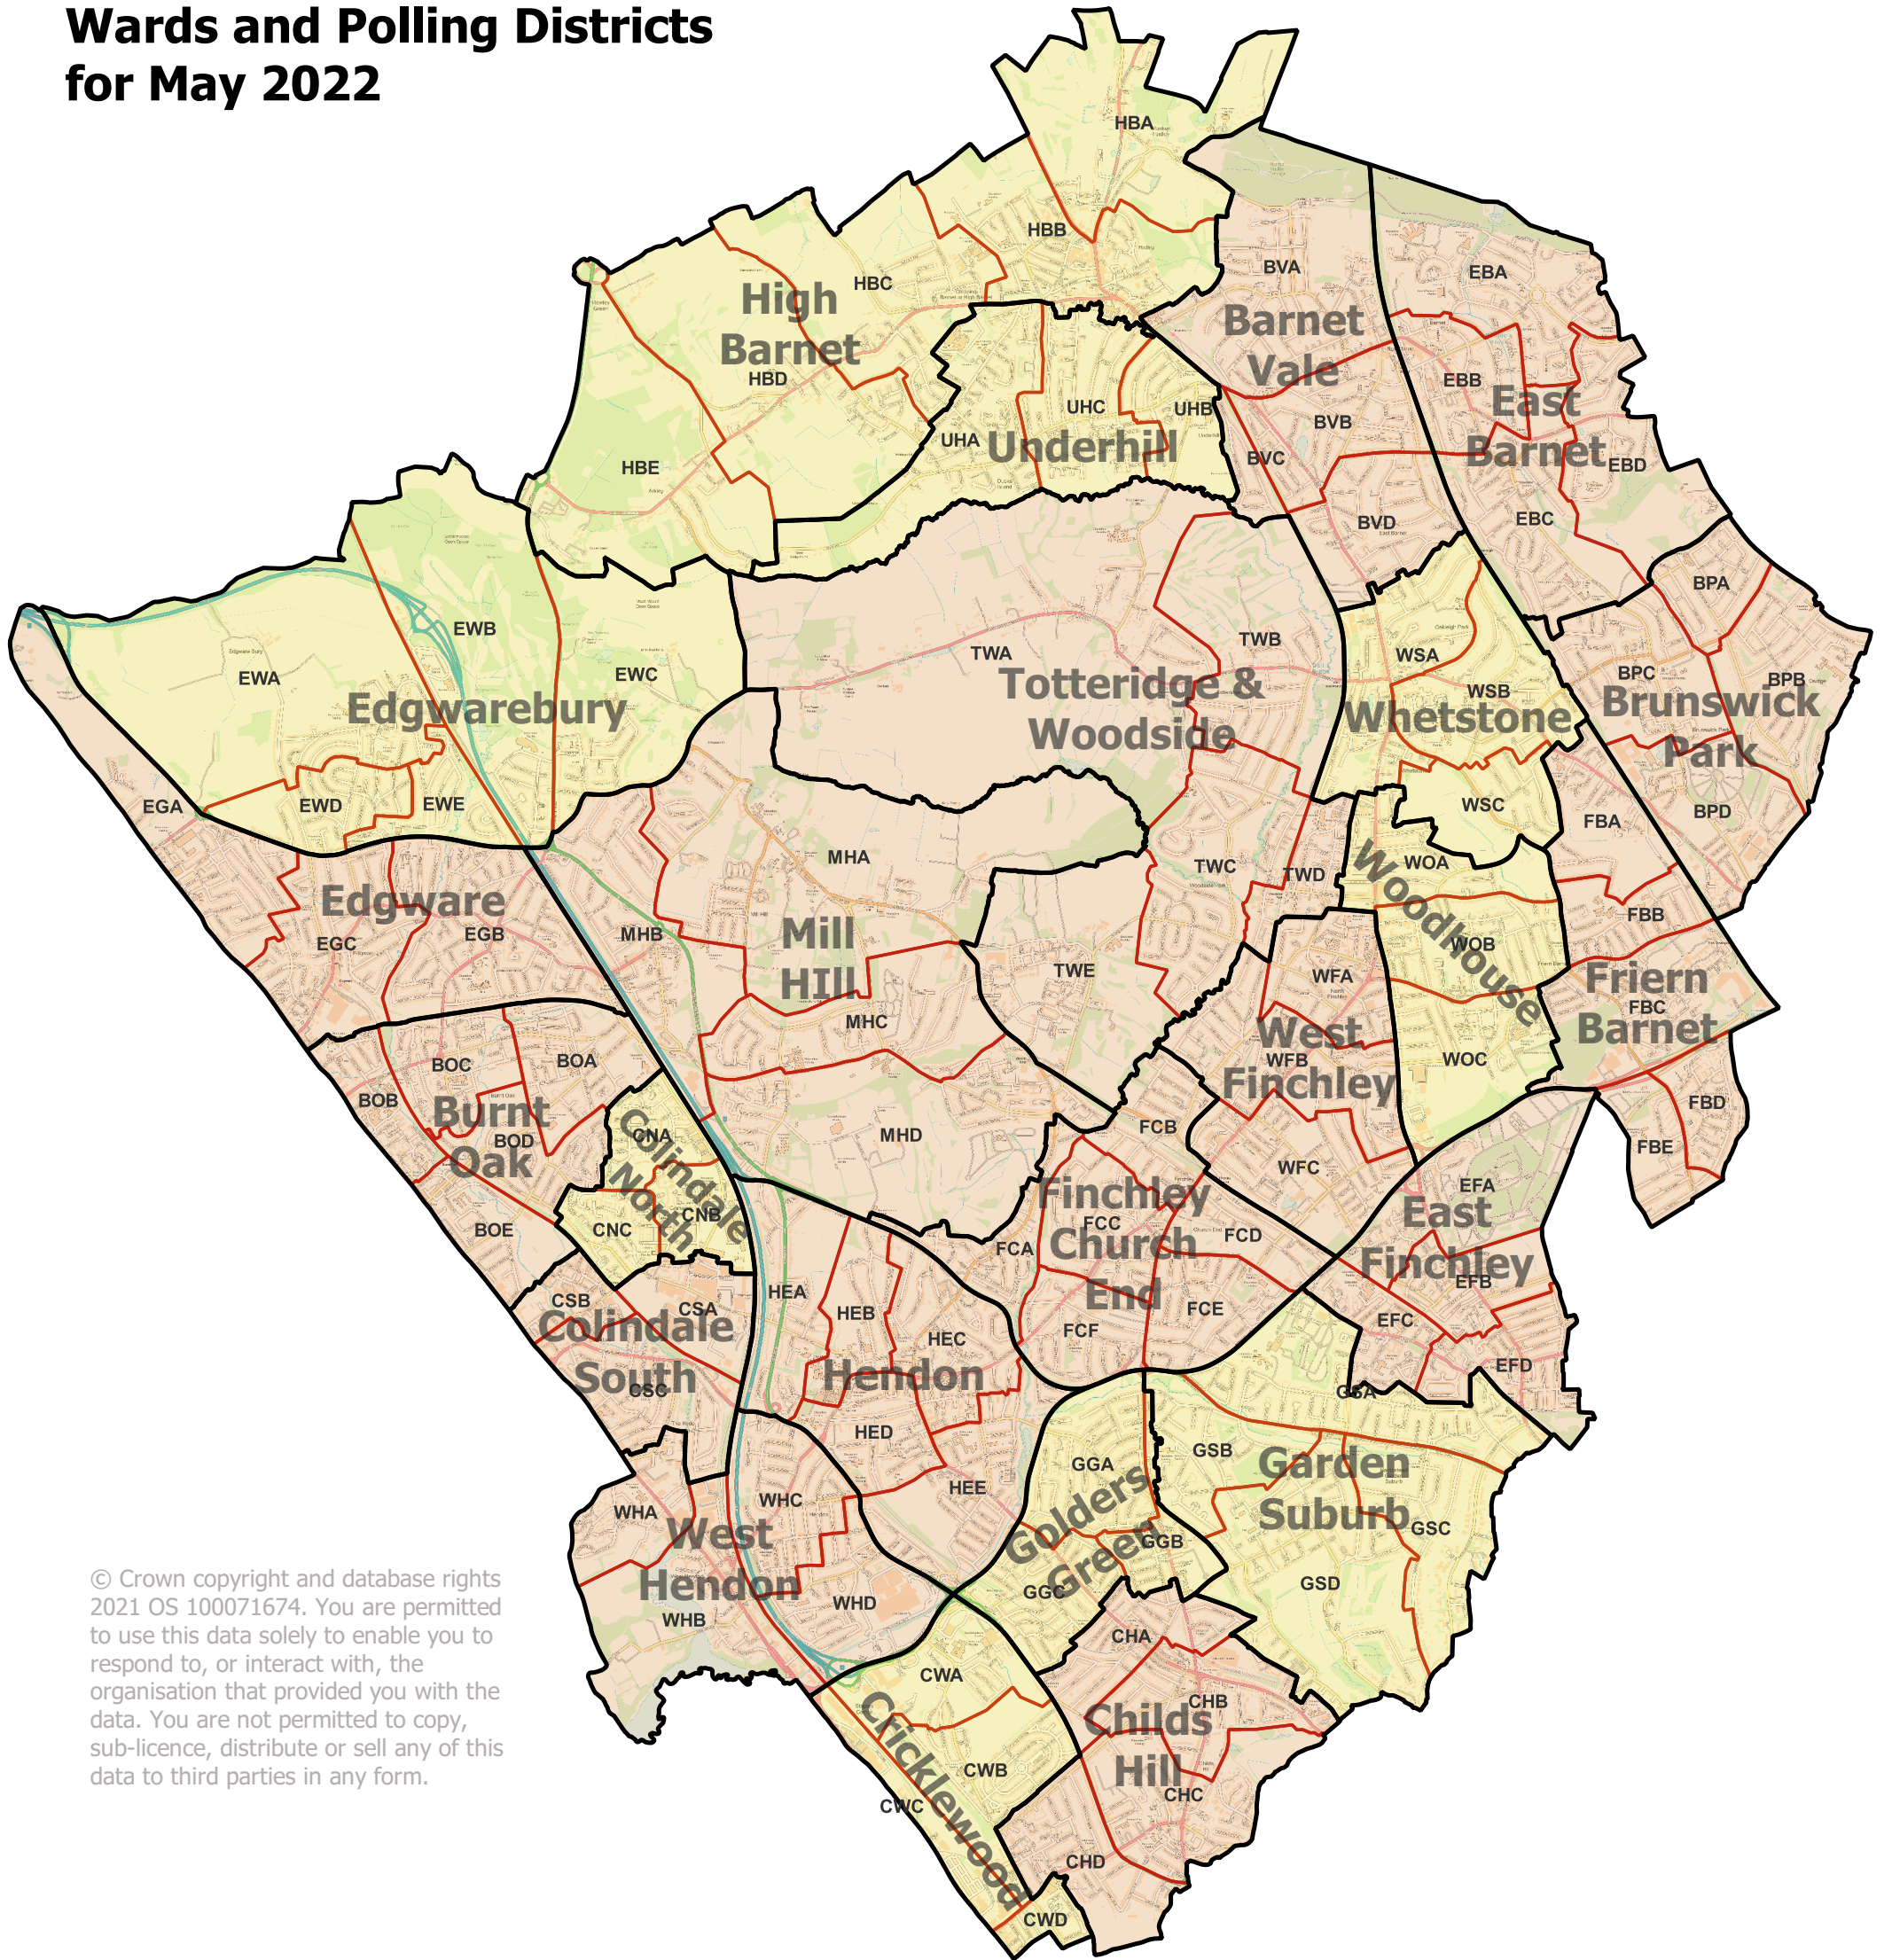 Wards and Polling Districts
for May 2022
HBA
HBB
HBC
High
Barnet
HBD
HBE
BVA
Barnet
Vale
BVB
BVC
BVD
EBA
EBB
East
Barnet
EBD
EBC
UHC
UHB
UHA
Underhill
EWB
EWA
EWC
Edgwarebury
EWD
EWE
TWA
TWB
Totteridge &
Woodside
TWC
TWD
TWE
WSA
WSB
Whetstone
WSC
BPA
BPC
BPB
Brunswick
Park
BPD
EGA
Edgware
EGC
EGB
MHA
MHB
Mill
HIll
MHC
MHD
WOA
Woodhouse
WOB
WOC
FBA
FBB
Friern
FBC
Barnet
FBD
FBE
WFA
West
WFB
Finchley
WFC
BOC
BOA
BOB
Burnt
BOD
Oak
BOE
CNA
Colindale
North
CNB
CNC
FCB
Finchley
FCC
FCA
Church
FCD
End
FCE
FCF
EFA
East
Finchley
EFB
EFC
EFD
CSB
CSA
Colindale
South
CSC
HEA
HEB
HEC
Hendon
HED
HEE
GSA
GSB
Garden
Suburb
GSC
GSD
GGA
Golders
Green
GGB
GGC
WHA
WHC
West
Hendon
WHB
WHD
CHA
CHB
Childs
Hill
CHC
CHD
CWA
Cricklewood
CWB
CWC
CWD
© Crown copyright and database rights
2021 OS 100071674. You are permitted
to use this data solely to enable you to
respond to, or interact with, the
organisation that provided you with the
data. You are not permitted to copy,
sub-licence, distribute or sell any of this
data to third parties in any form.